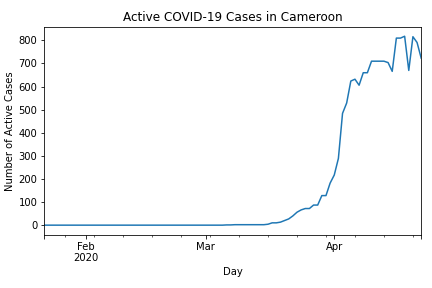 Active COVID-19 Cases in Cameroon
Number of Active Cases
800
700
600
500
400
300
200
100
0
Feb
2020
Mar
Apr
Day